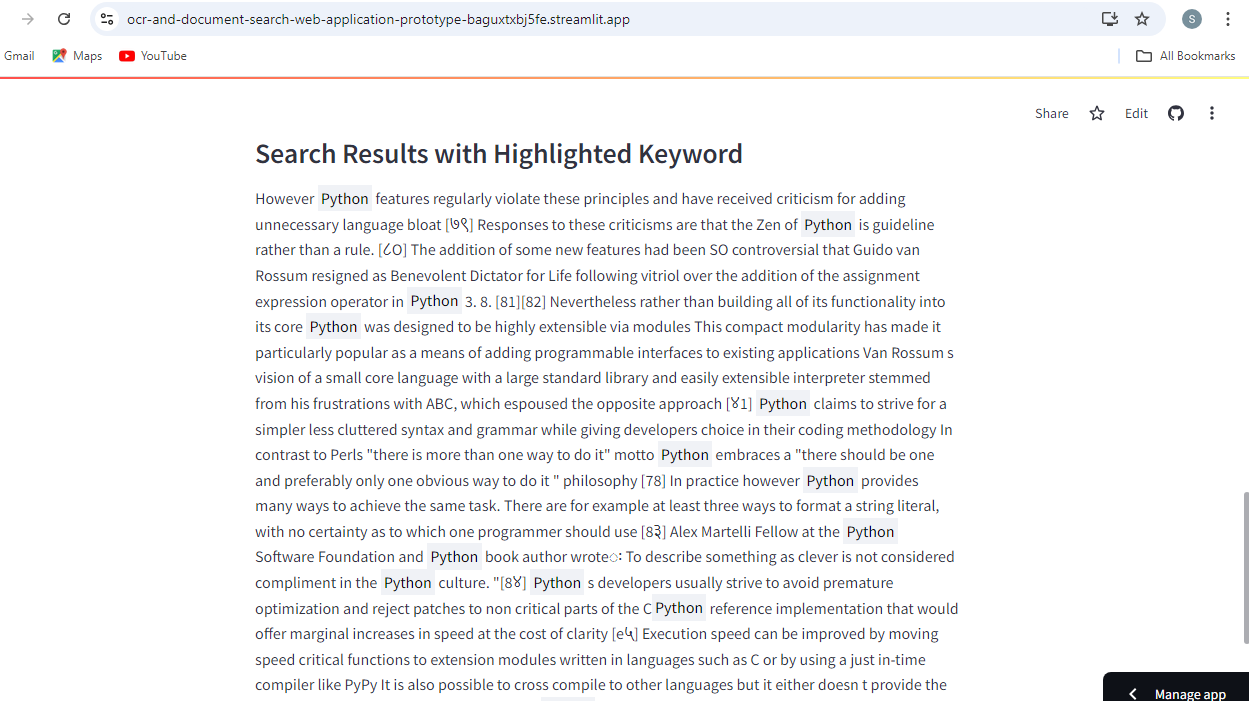 ocr-and-document-search-web-application-prototype-baguxtxbj5fe.streamlit.app
S
Gmail Maps YouTube All Bookmarks
Share Edit
Search Results with Highlighted Keyword
However Python features regularly violate these principles and have received criticism for adding
unnecessary language bloat [७९] Responses to these criticisms are that the Zen of Python is guideline
rather than a rule. [८O] The addition of some new features had been SO controversial that Guido van
Rossum resigned as Benevolent Dictator for Life following vitriol over the addition of the assignment
expression operator in Python 3. 8. [81][82] Nevertheless rather than building all of its functionality into
its core Python was designed to be highly extensible via modules This compact modularity has made it
particularly popular as a means of adding programmable interfaces to existing applications Van Rossum s
vision of a small core language with a large standard library and easily extensible interpreter stemmed
from his frustrations with ABC, which espoused the opposite approach [४1] Python claims to strive for a
simpler less cluttered syntax and grammar while giving developers choice in their coding methodology In
contrast to Perls "there is more than one way to do it" motto Python embraces a "there should be one
and preferably only one obvious way to do it " philosophy [78] In practice however Python provides
many ways to achieve the same task. There are for example at least three ways to format a string literal,
with no certainty as to which one programmer should use [8३] Alex Martelli Fellow at the Python
Software Foundation and Python book author wroteः To describe something as clever is not considered
compliment in the Python culture. "[8४] Python s developers usually strive to avoid premature
optimization and reject patches to non critical parts of the C Python reference implementation that would
offer marginal increases in speed at the cost of clarity [e५] Execution speed can be improved by moving
speed critical functions to extension modules written in languages such as C or by using a just in-time
compiler like PyPy It is also possible to cross compile to other languages but it either doesn t provide the
Manage app